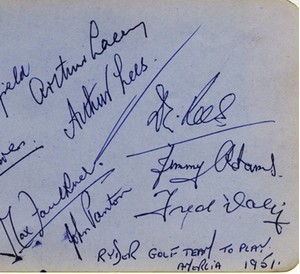 field
Arthur Lacey
Arthur Lees.
D. Rees
Jimmy Adams.
Max Faulkner.
John Panton
Fred Daly
RYDER GOLF TEAM TO PLAY
AMERICA 1951.